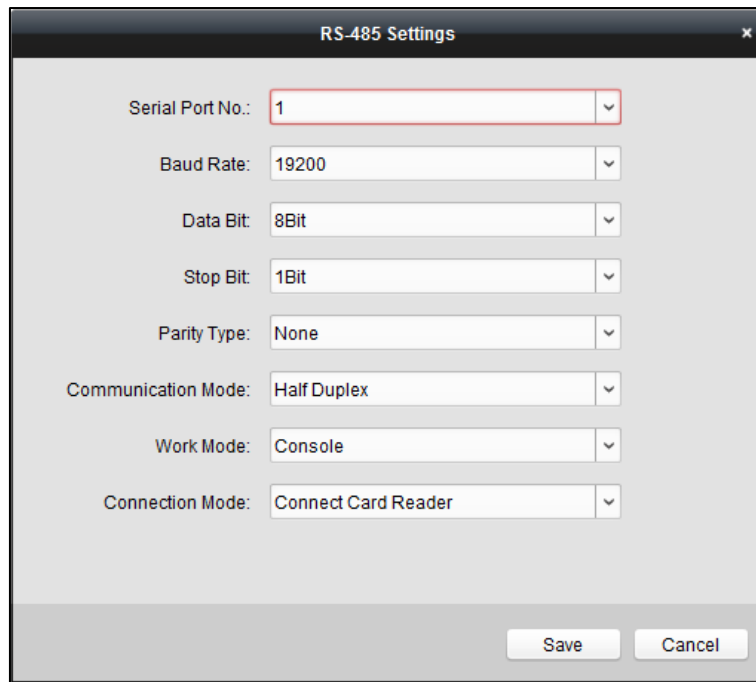 RS-485 Settings ×
Serial Port No.: 1
Baud Rate: 19200
Data Bit: 8Bit
Stop Bit: 1Bit
Parity Type: None
Communication Mode: Half Duplex
Work Mode: Console
Connection Mode: Connect Card Reader
Save Cancel